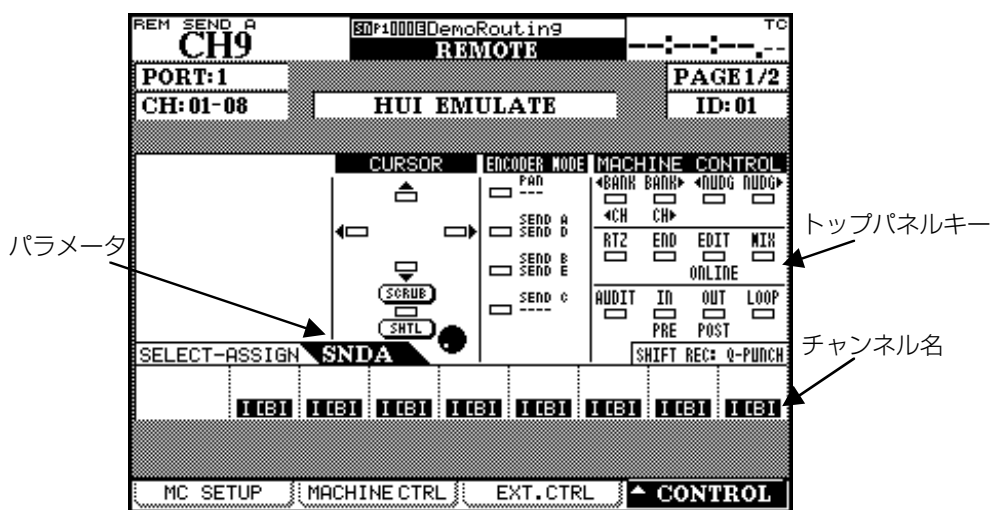 REM SEND A
CH9
SD P1 000E DemoRouting
REMOTE
TC
--:--:--.--
PORT:1
PAGE1/2
CH:01-08
HUI EMULATE
ID:01
CURSOR
ENCODER MODE
MACHINE CONTROL
PAN
---
SEND A
SEND D
SEND B
SEND E
SEND C
----
◀BANK BANK▶ ◀NUDG NUDG▶
◀CH CH▶
RTZ END EDIT MIX
ONLINE
AUDIT IN OUT LOOP
PRE POST
SCRUB
SHTL
パラメータ
トップパネルキー
SELECT-ASSIGN SNDA
SHIFT REC: Q-PUNCH
チャンネル名
MC SETUP MACHINE CTRL EXT.CTRL ▲ CONTROL